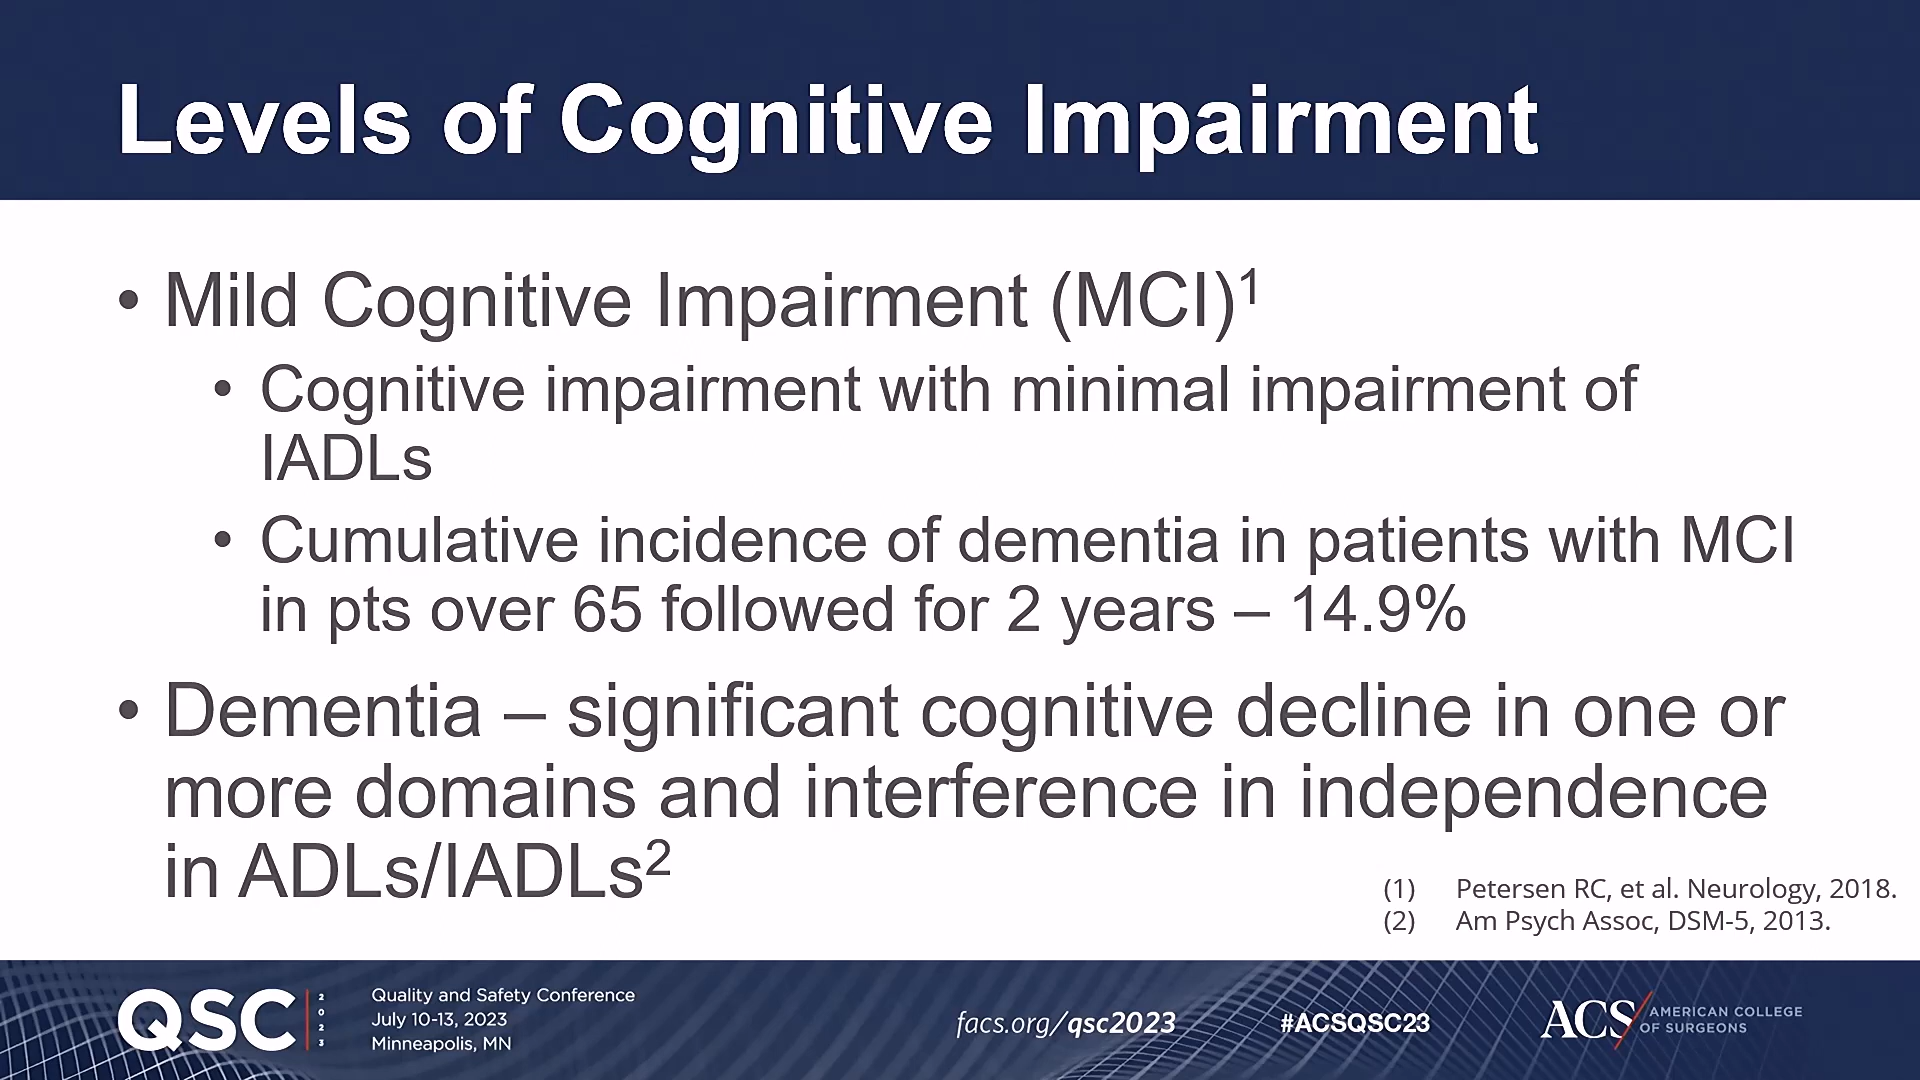 Levels of Cognitive Impairment
• Mild Cognitive Impairment (MCI)¹
• Cognitive impairment with minimal impairment of
IADLs
• Cumulative incidence of dementia in patients with MCI
in pts over 65 followed for 2 years – 14.9%
• Dementia – significant cognitive decline in one or
more domains and interference in independence
in ADLs/IADLs²
(1) Petersen RC, et al. Neurology, 2018.
(2) Am Psych Assoc, DSM-5, 2013.
QSC 2023
Quality and Safety Conference
July 10-13, 2023
Minneapolis, MN
facs.org/qsc2023
#ACSQSC23
ACS AMERICAN COLLEGE
OF SURGEONS